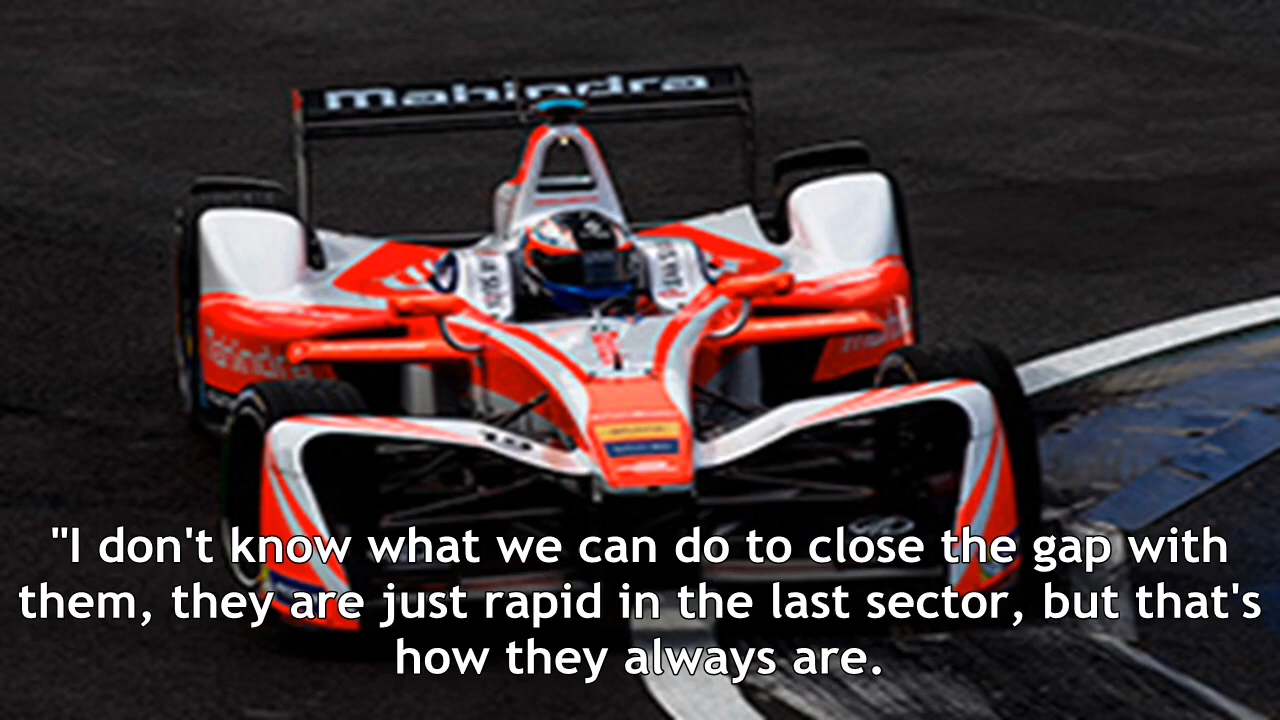 Mahindra
Mahindra
"I don't know what we can do to close the gap with
them, they are just rapid in the last sector, but that's
how they always are.